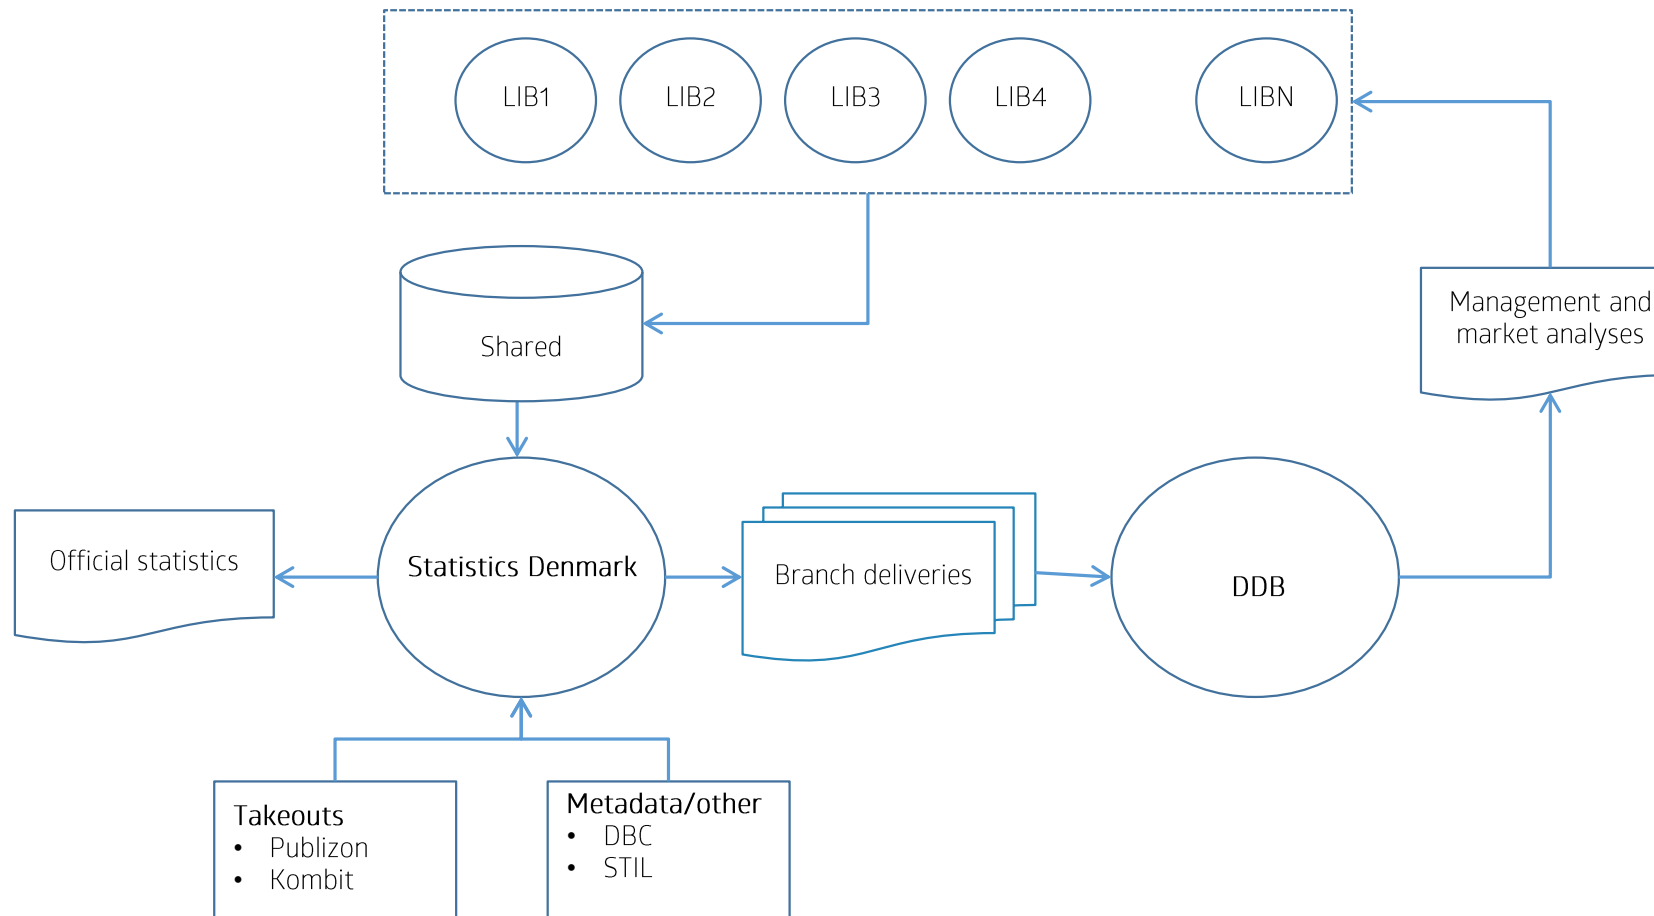 LIB1
LIB2
LIB3
LIB4
LIBN
Shared
Management and
market analyses
Official statistics
Statistics Denmark
Branch deliveries
DDB
Takeouts
• Publizon
• Kombit
Metadata/other
• DBC
• STIL